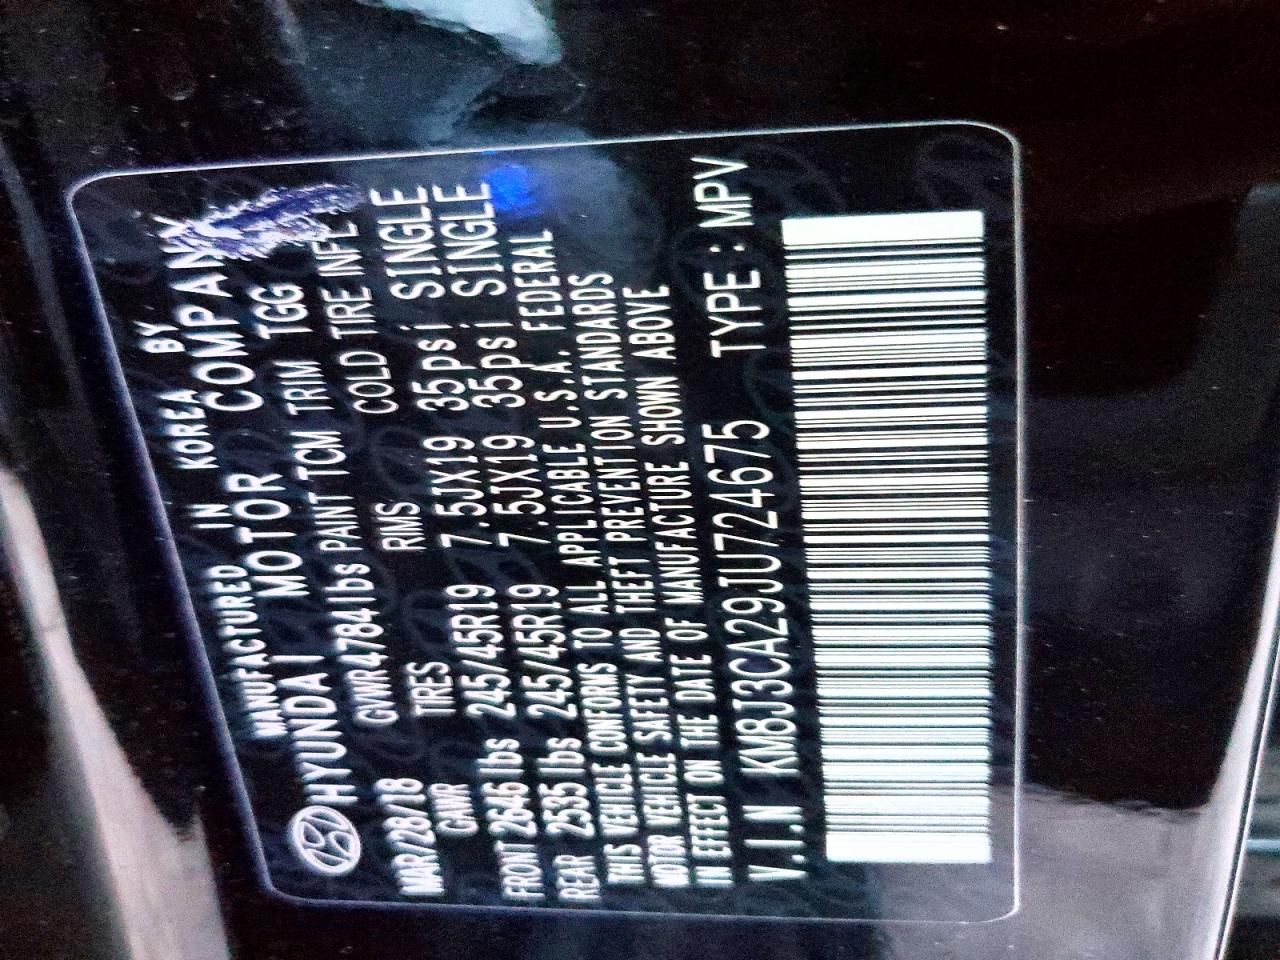 MANUFACTURED IN KOREA BY
HYUNDAI MOTOR COMPANY
MAR/28/18 GVWR 4784 lbs PAINT TCM TRIM TGG
GAWR TIRES RIMS COLD TIRE INFL
FRONT 2646 lbs 245/45R19 7.5JX19 35psi SINGLE
REAR 2535 lbs 245/45R19 7.5JX19 35psi SINGLE
THIS VEHICLE CONFORMS TO ALL APPLICABLE U.S.A. FEDERAL
MOTOR VEHICLE SAFETY AND THEFT PREVENTION STANDARDS
IN EFFECT ON THE DATE OF MANUFACTURE SHOWN ABOVE
V.I.N KM8J3CA29JU724675 TYPE : MPV